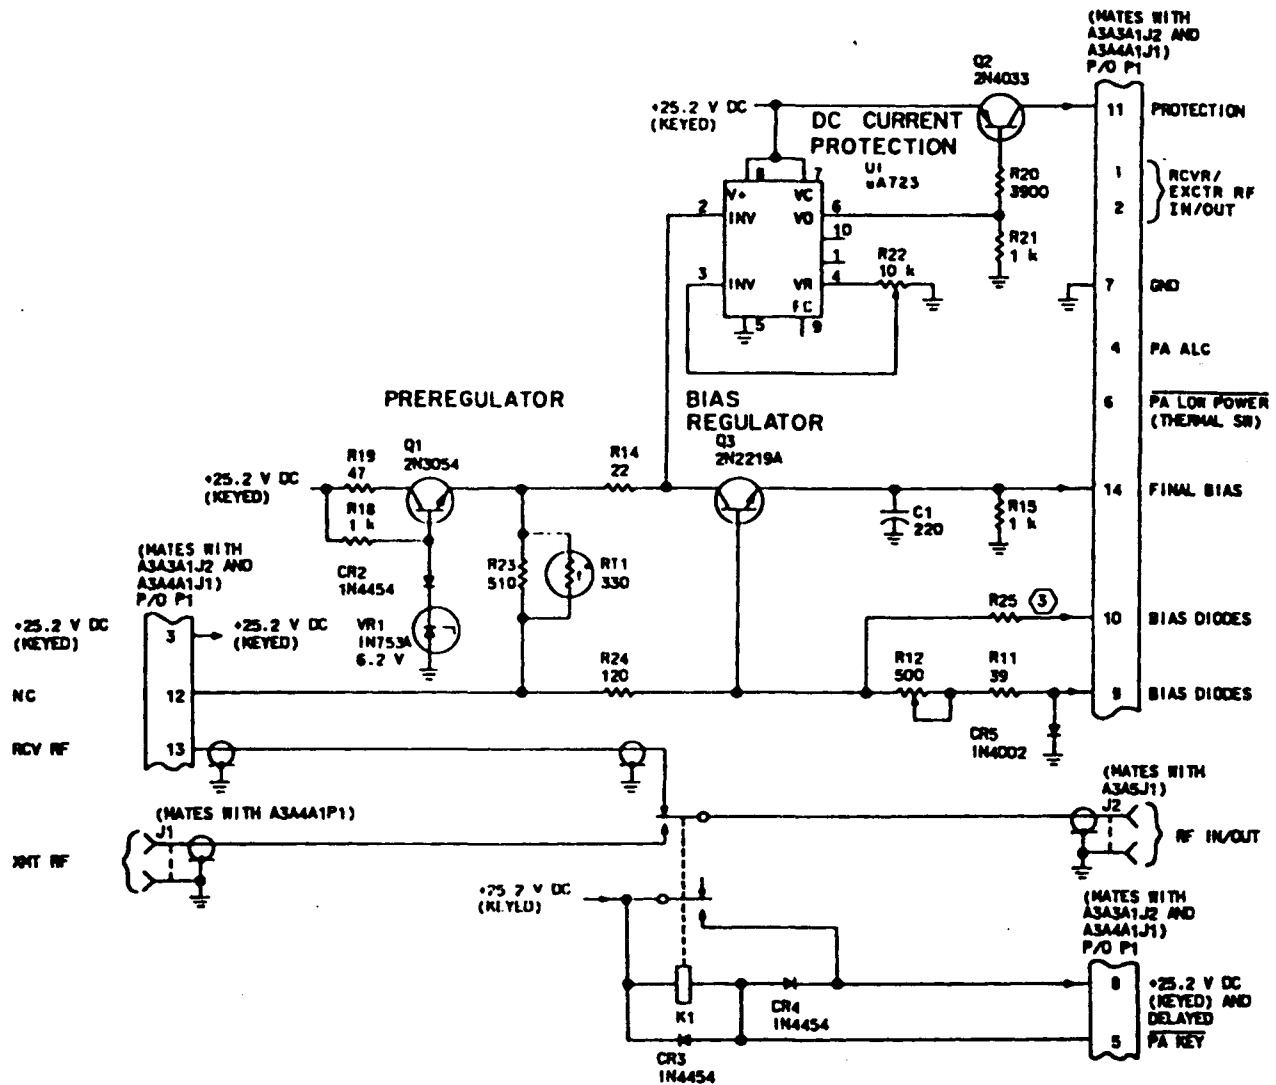 (MATES WITH
A3A3A1J2 AND
A3A4A1J1)
P/O P1
Q2
2N4033
+25.2 V DC
(KEYED)
11 PROTECTION
DC CURRENT
PROTECTION
U1
uA723
8 7
V+ VC
R20
3900
1 RCVR/
EXCTR RF
2 IN/OUT
2 INV VO 6
10
R21
1 k
1
R22
10 k
3 INV VR 4
7 GND
FC
5 9
4 PA ALC
PREREGULATOR
BIAS
REGULATOR
6 PA LOW POWER
(THERMAL SW)
Q1
2N3054
R14
22
Q3
2N2219A
R19
47
+25.2 V DC
(KEYED)
14 FINAL BIAS
R18
1 k
C1
220
R15
1 k
(MATES WITH
A3A3A1J2 AND
A3A4A1J1)
P/O P1
CR2
1N4454
R23
510
RT1
330
R25 3
10 BIAS DIODES
+25.2 V DC
(KEYED)
3 +25.2 V DC
(KEYED)
VR1
1N753A
6.2 V
R24
120
R12
500
R11
39
NC 12
9 BIAS DIODES
CR5
1N4002
RCV RF 13
(MATES WITH A3A4A1P1)
J1
XMT RF
(MATES WITH
A3A5J1)
J2
RF IN/OUT
+25.2 V DC
(KEYED)
(MATES WITH
A3A3A1J2 AND
A3A4A1J1)
P/O P1
K1
CR4
1N4454
8 +25.2 V DC
(KEYED) AND
DELAYED
5 PA KEY
CR3
1N4454